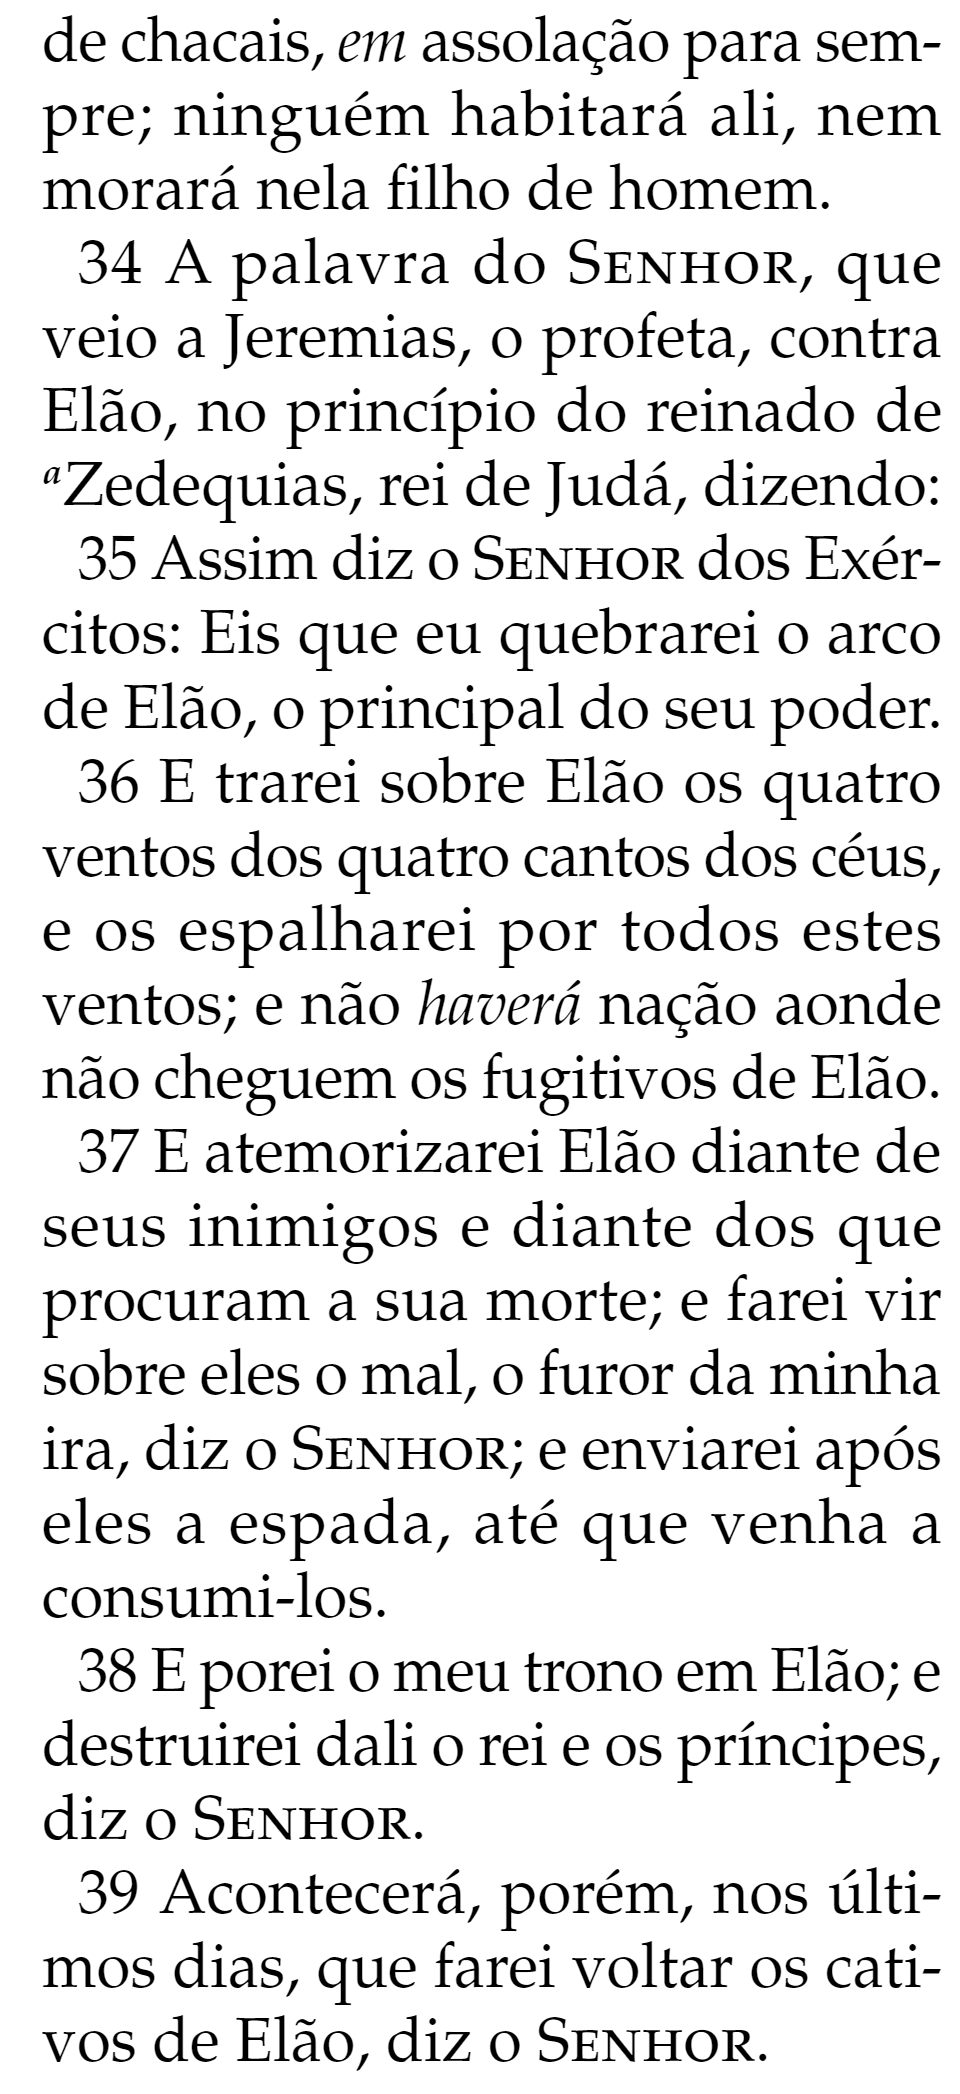 de chacais, em assolação para sem-
pre; ninguém habitará ali, nem
morará nela filho de homem.
34 A palavra do SENHOR, que
veio a Jeremias, o profeta, contra
Elão, no princípio do reinado de
aZedequias, rei de Judá, dizendo:
35 Assim diz o SENHOR dos Exér-
citos: Eis que eu quebrarei o arco
de Elão, o principal do seu poder.
36 E trarei sobre Elão os quatro
ventos dos quatro cantos dos céus,
e os espalharei por todos estes
ventos; e não haverá nação aonde
não cheguem os fugitivos de Elão.
37 E atemorizarei Elão diante de
seus inimigos e diante dos que
procuram a sua morte; e farei vir
sobre eles o mal, o furor da minha
ira, diz o SENHOR; e enviarei após
eles a espada, até que venha a
consumi-los.
38 E porei o meu trono em Elão; e
destruirei dali o rei e os príncipes,
diz o SENHOR.
39 Acontecerá, porém, nos últi-
mos dias, que farei voltar os cati-
vos de Elão, diz o SENHOR.